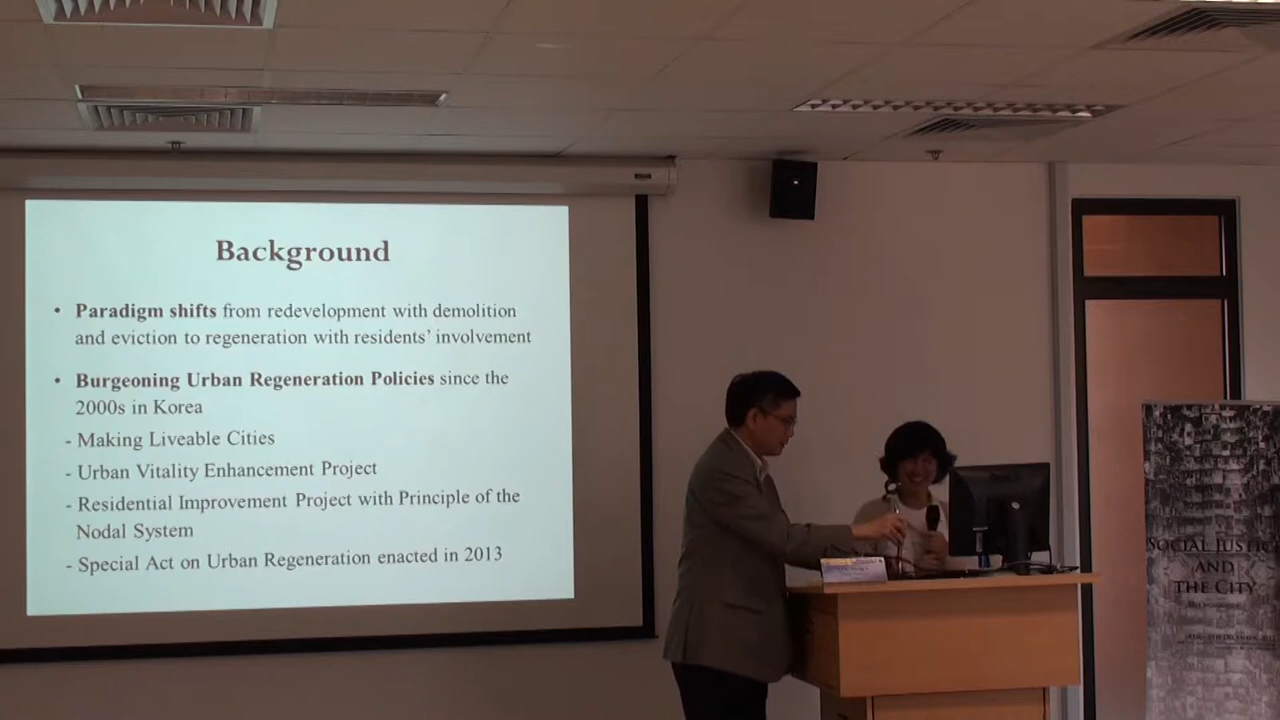 Background
• Paradigm shifts from redevelopment with demolition
and eviction to regeneration with residents' involvement
• Burgeoning Urban Regeneration Policies since the
2000s in Korea
- Making Liveable Cities
- Urban Vitality Enhancement Project
- Residential Improvement Project with Principle of the
Nodal System
- Special Act on Urban Regeneration enacted in 2013
SOCIAL JUSTIC
AND
THE CITY